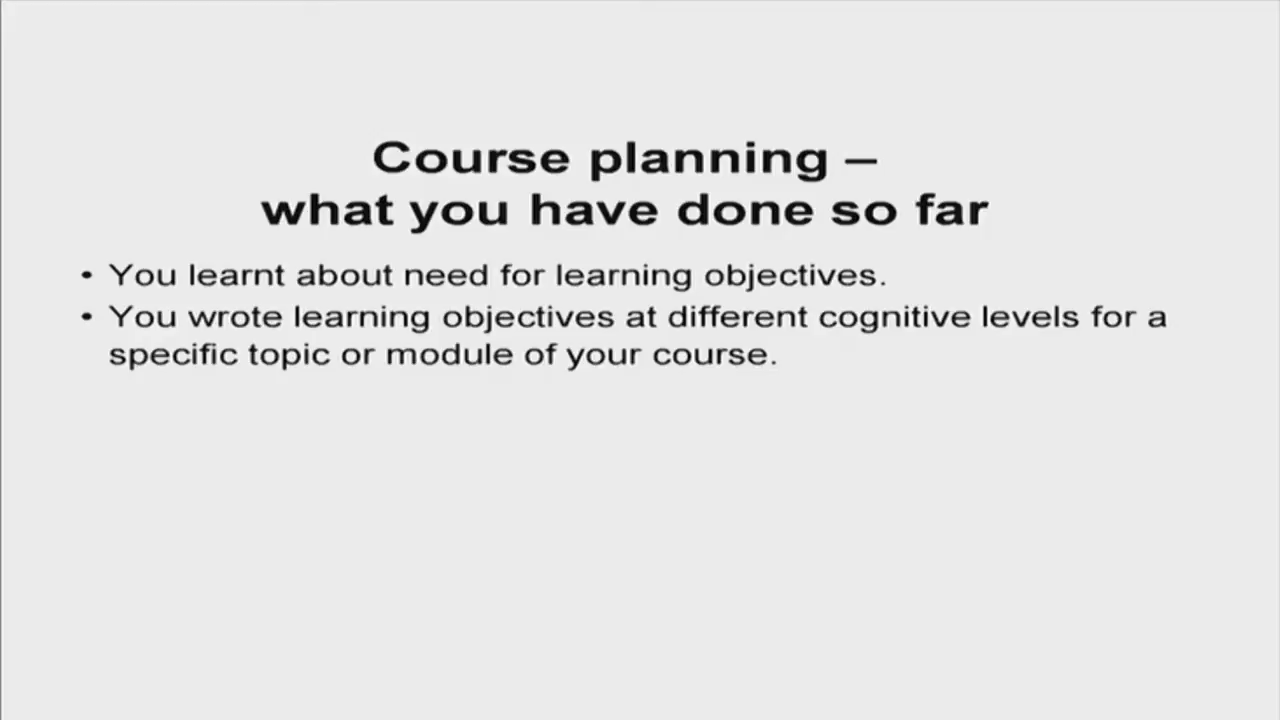 Course planning –
what you have done so far
• You learnt about need for learning objectives.
• You wrote learning objectives at different cognitive levels for a
specific topic or module of your course.